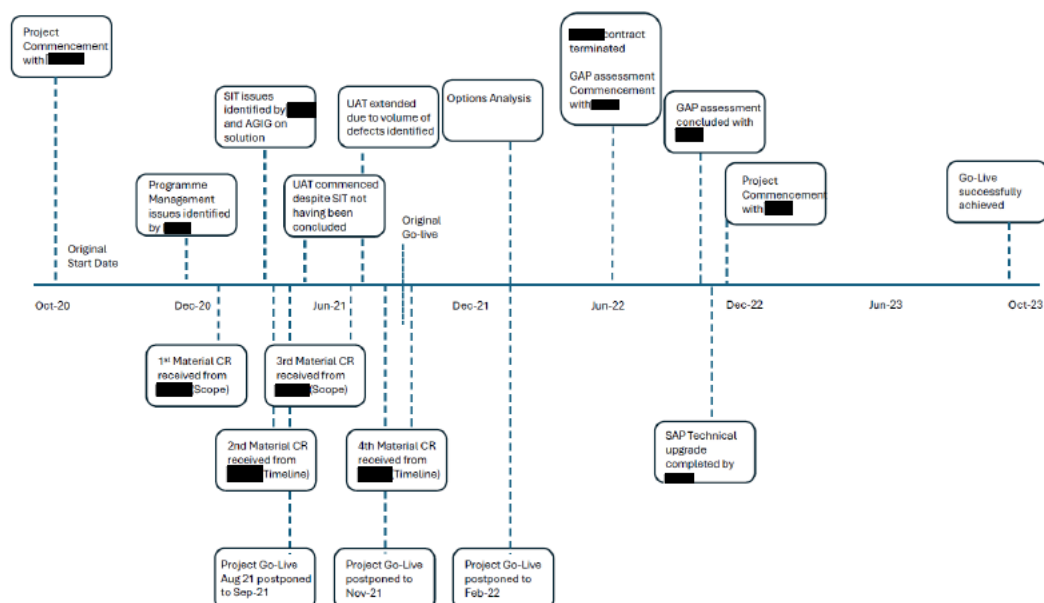 Project
Commencement
with
SIT issues
identified by
and AGIG on
solution
UAT extended
due to volume of
defects identified
Options Analysis
contract
terminated
GAP assessment
Commencement
with
GAP assessment
concluded with
Programme
Management
issues identified
by
UAT commenced
despite SIT not
having been
concluded
Original
Go-live
Project
Commencement
with
Go-Live
successfully
achieved
Original
Start Date
Oct-20
Dec-20
Jun-21
Dec-21
Jun-22
Dec-22
Jun-23
Oct-23
1st Material CR
received from
(Scope)
3rd Material CR
received from
(Scope)
2nd Material CR
received from
Timeline)
4th Material CR
received from
Timeline)
SAP Technical
upgrade
completed by
Project Go-Live
Aug 21 postponed
to Sep-21
Project Go-Live
postponed to
Nov-21
Project Go-Live
postponed to
Feb-22